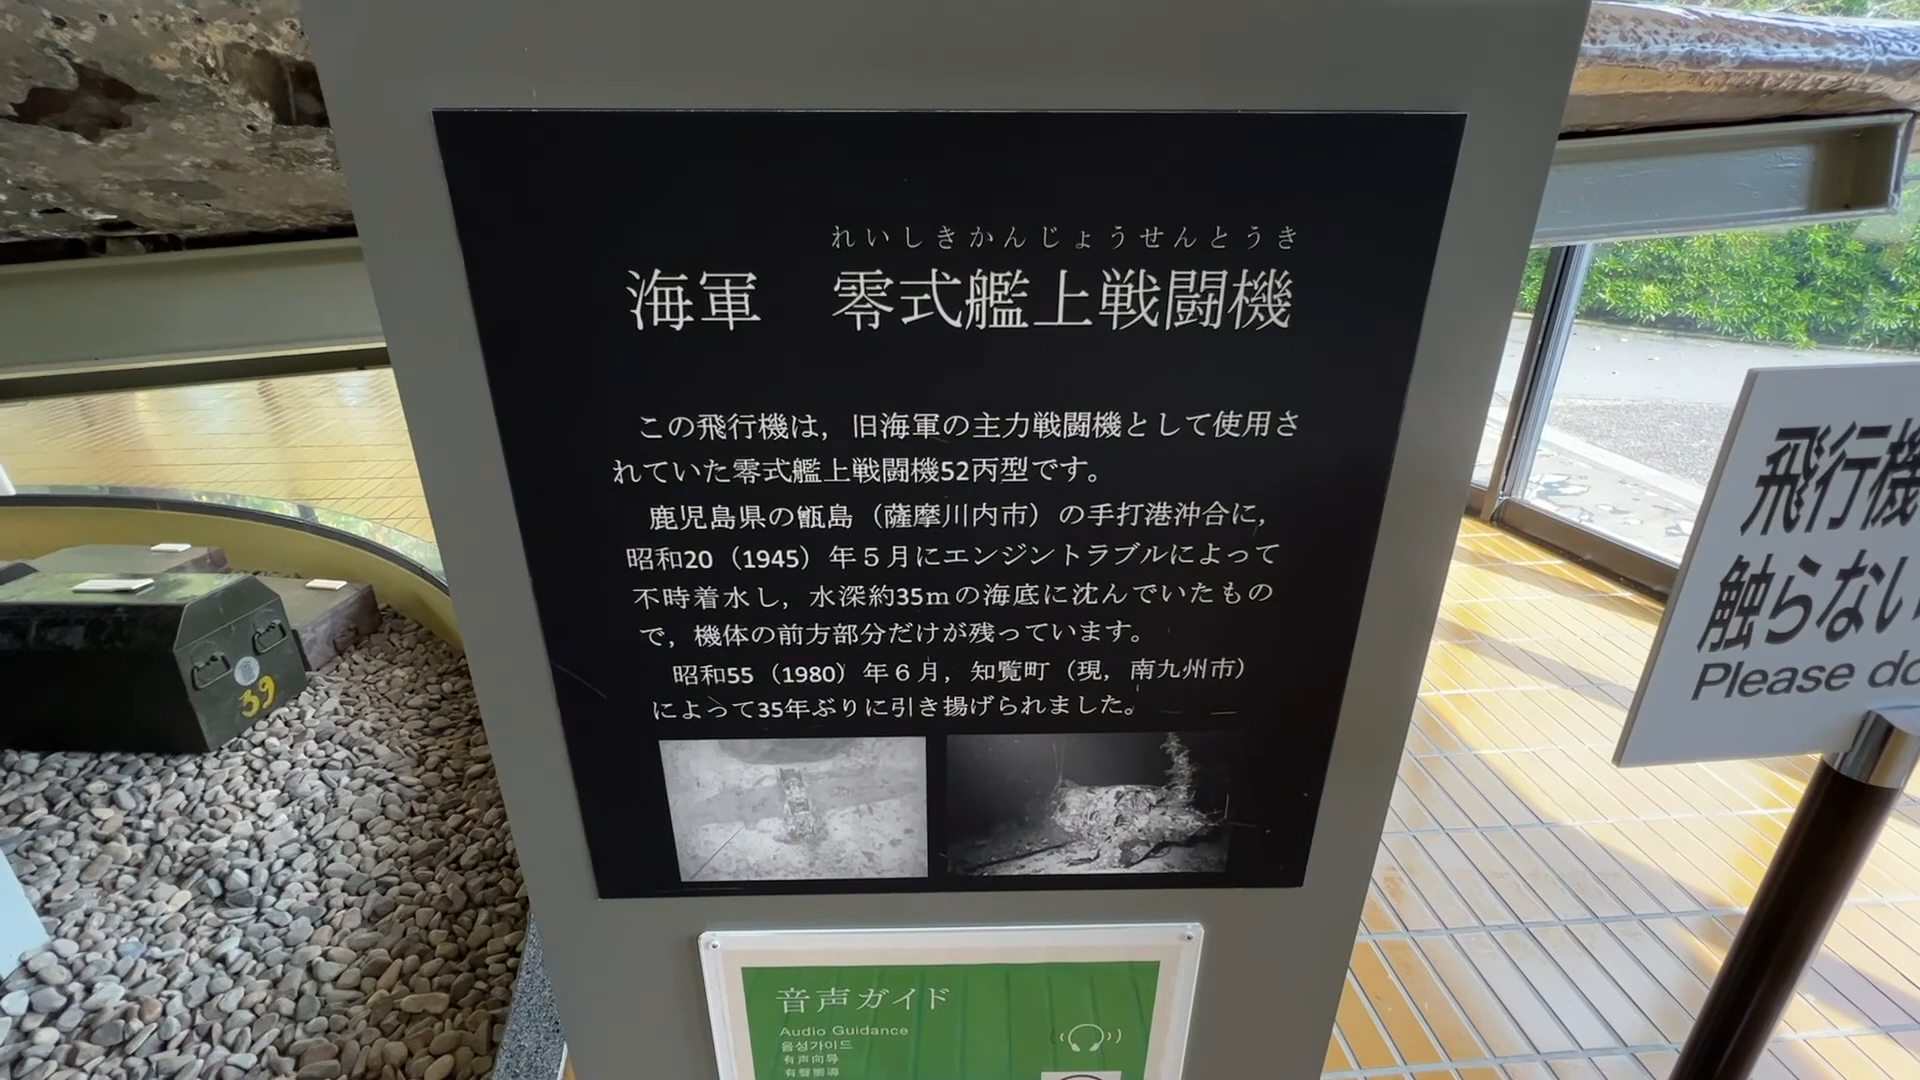 れいしきかんじょうせんとうき
海軍　零式艦上戦闘機
この飛行機は，旧海軍の主力戦闘機として使用さ
れていた零式艦上戦闘機52丙型です。
鹿児島県の甑島（薩摩川内市）の手打港沖合に，
昭和20（1945）年５月にエンジントラブルによって
不時着水し，水深約35ｍの海底に沈んでいたもの
で，機体の前方部分だけが残っています。
昭和55（1980）年６月，知覧町（現，南九州市）
によって35年ぶりに引き揚げられました。
39
飛行機
触らない
Please do
音声ガイド
Audio Guidance
음성가이드
有声向导
有聲嚮導